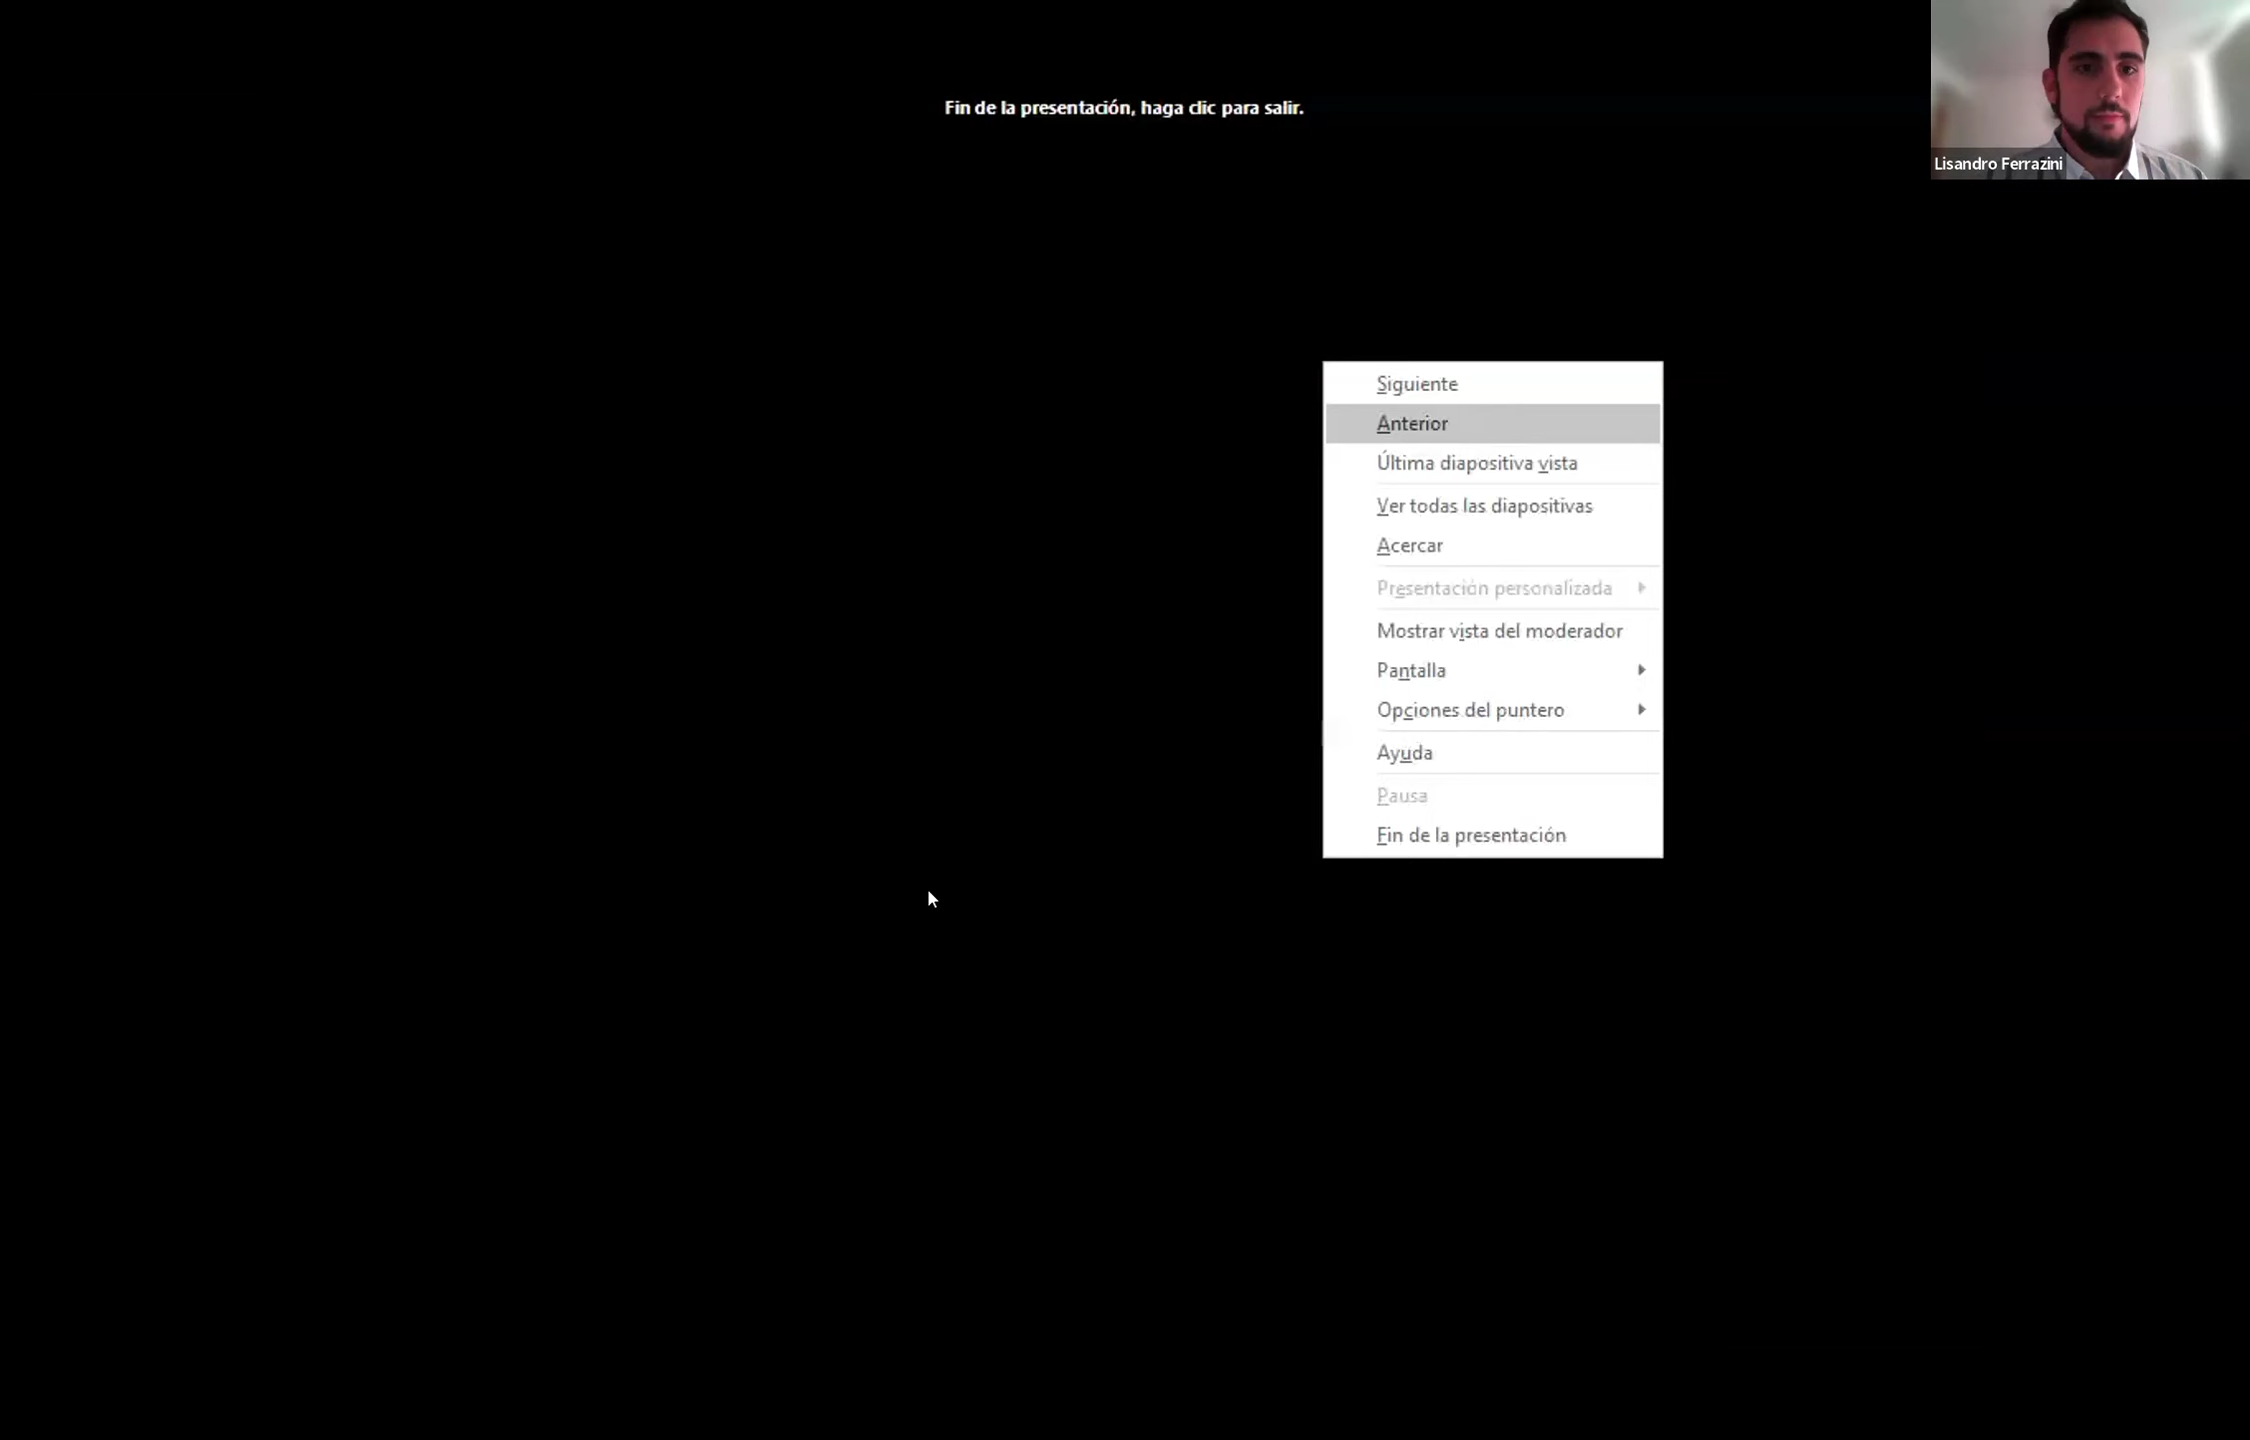 Fin de la presentación, haga clic para salir.
Lisandro Ferrazini
Siguiente
Anterior
Última diapositiva vista
Ver todas las diapositivas
Acercar
Presentación personalizada
Mostrar vista del moderador
Pantalla
Opciones del puntero
Ayuda
Pausa
Fin de la presentación